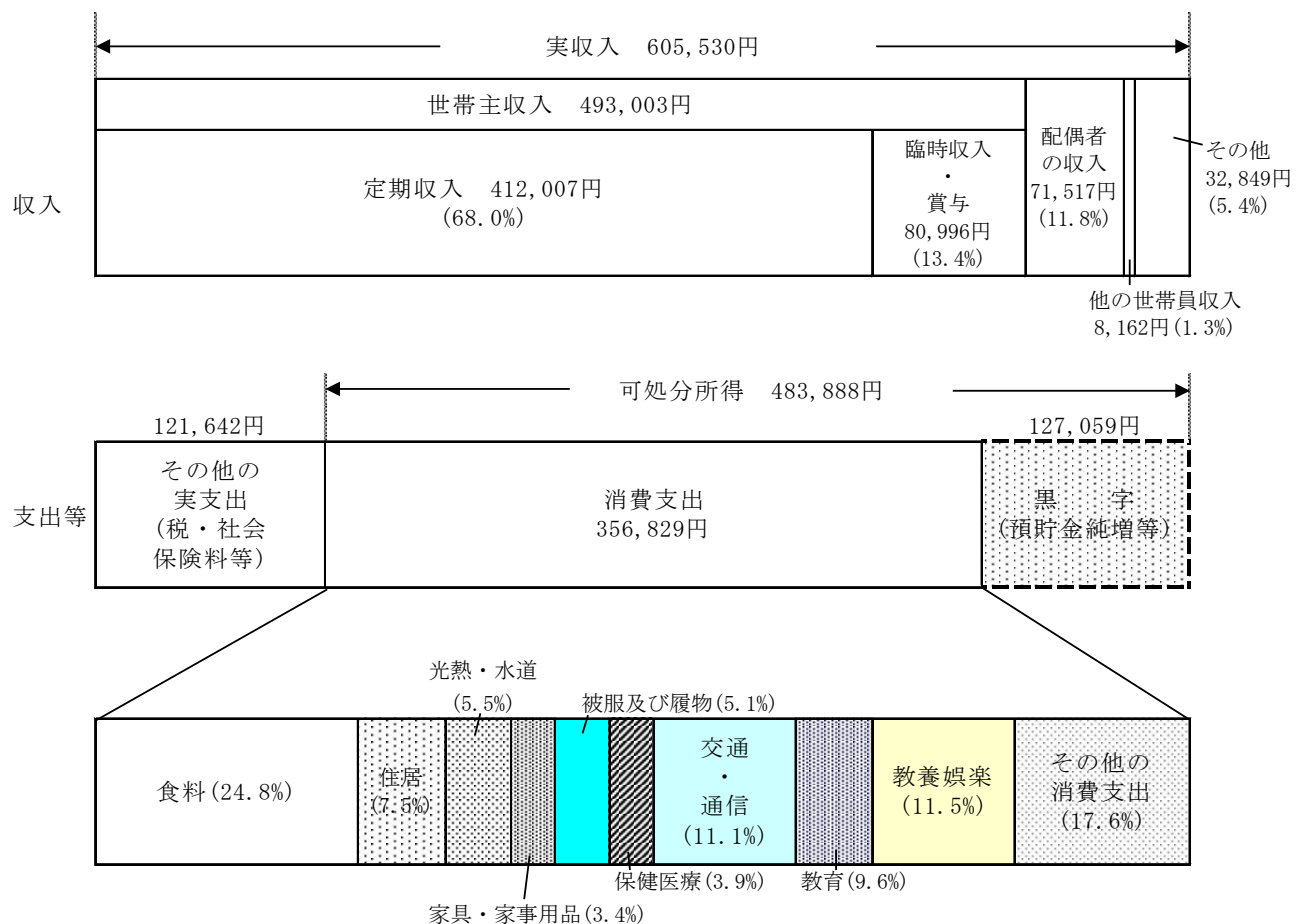 実収入 605,530円
世帯主収入 493,003円
収入
定期収入 412,007円
(68.0%)
臨時収入
・
賞与
80,996円
(13.4%)
配偶者
の収入
71,517円
(11.8%)
その他
32,849円
(5.4%)
他の世帯員収入
8,162円(1.3%)
可処分所得 483,888円
121,642円
127,059円
支出等
その他の
実支出
(税・社会
保険料等)
消費支出
356,829円
黒 字
(預貯金純増等)
光熱・水道
(5.5%)
被服及び履物(5.1%)
食料(24.8%)
住居
(7.5%)
交通
・
通信
(11.1%)
教養娯楽
(11.5%)
その他の
消費支出
(17.6%)
保健医療(3.9%)
教育(9.6%)
家具・家事用品(3.4%)